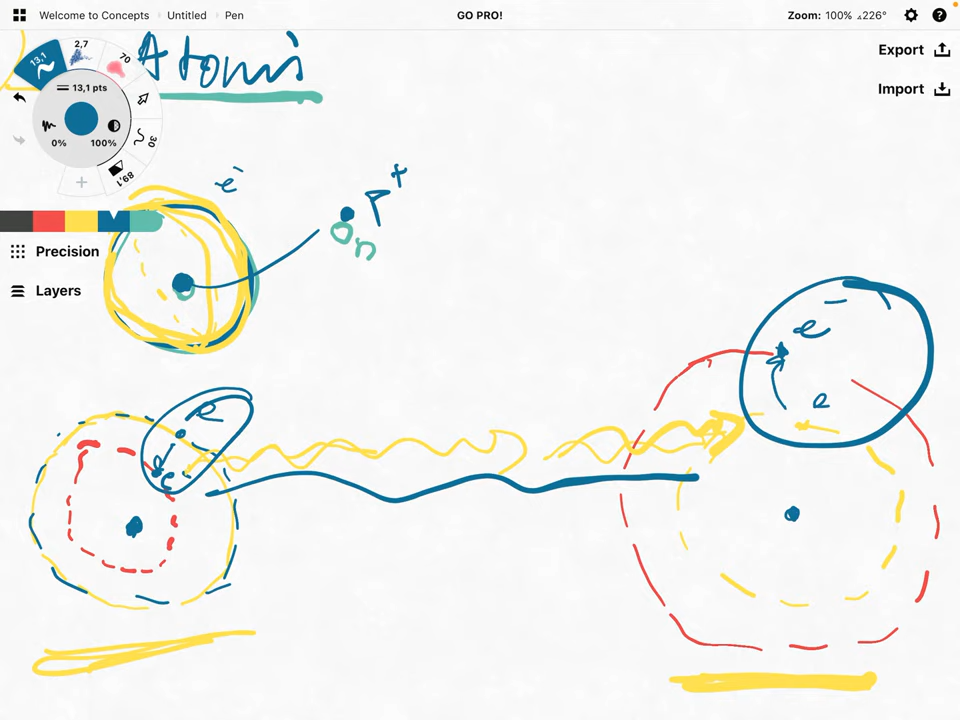 Welcome to Concepts › Untitled › Pen
GO PRO!
Zoom: 100% ⊿226°
Export
Import
13,1
2,7
70
13,1 pts
0%
100%
30
89,1
Precision
Layers
Atomi
e-
P+
n
e
e
e
e